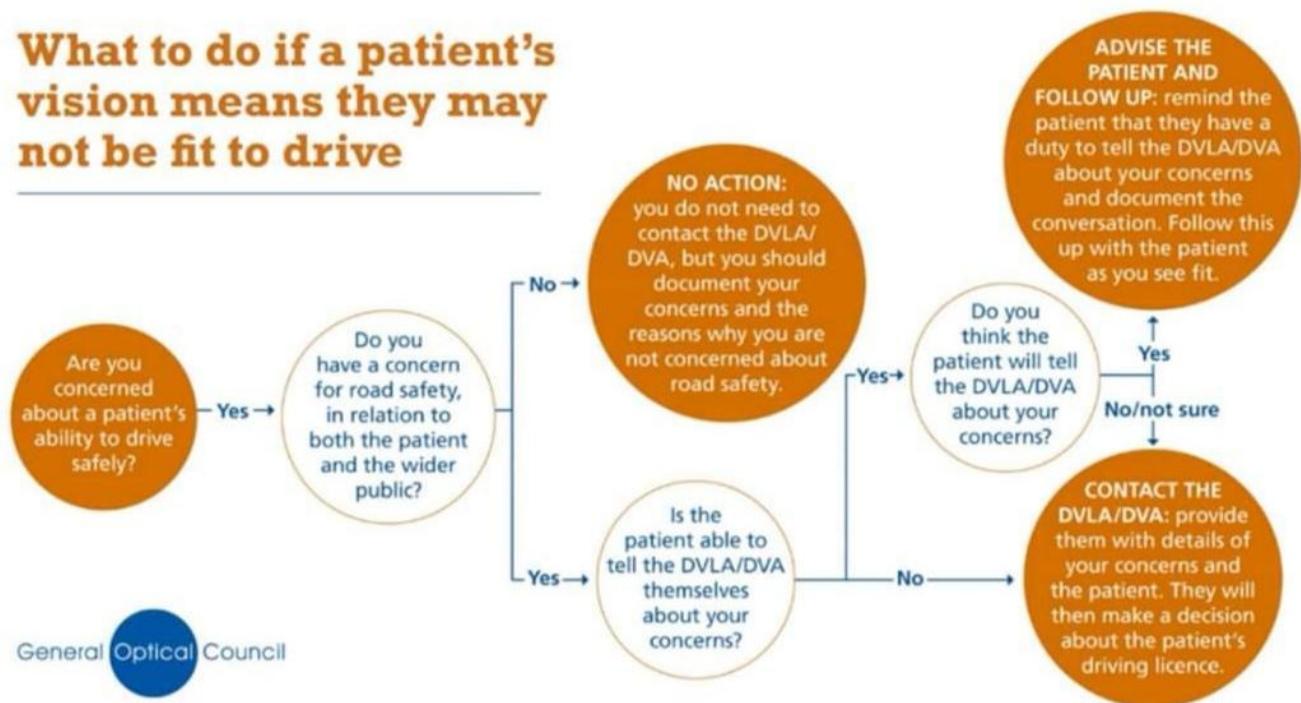 What to do if a patient's
vision means they may
not be fit to drive
Are you
concerned
about a patient's
ability to drive
safely?
Yes
Do you
have a concern
for road safety,
in relation to
both the patient
and the wider
public?
No
NO ACTION:
you do not need to
contact the DVLA/
DVA, but you should
document your
concerns and the
reasons why you are
not concerned about
road safety.
Yes
Is the
patient able to
tell the DVLA/DVA
themselves
about your
concerns?
Yes
Do you
think the
patient will tell
the DVLA/DVA
about your
concerns?
Yes
ADVISE THE
PATIENT AND
FOLLOW UP: remind the
patient that they have a
duty to tell the DVLA/DVA
about your concerns
and document the
conversation. Follow this
up with the patient
as you see fit.
No/not sure
No
CONTACT THE
DVLA/DVA: provide
them with details of
your concerns and
the patient. They will
then make a decision
about the patient's
driving licence.
General Optical Council